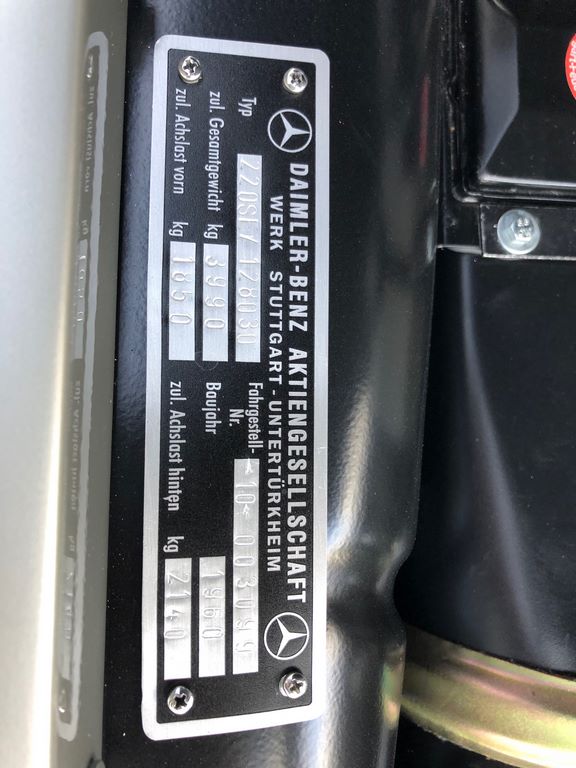 DAIMLER-BENZ AKTIENGESELLSCHAFT
WERK STUTTGART-UNTERTÜRKHEIM
Typ 220SE/128030 Fahrgestell-Nr. 10 003099
zul. Gesamtgewicht kg 3990 Baujahr 1960
zul. Achslast vorn kg 1850 zul. Achslast hinten kg 2140